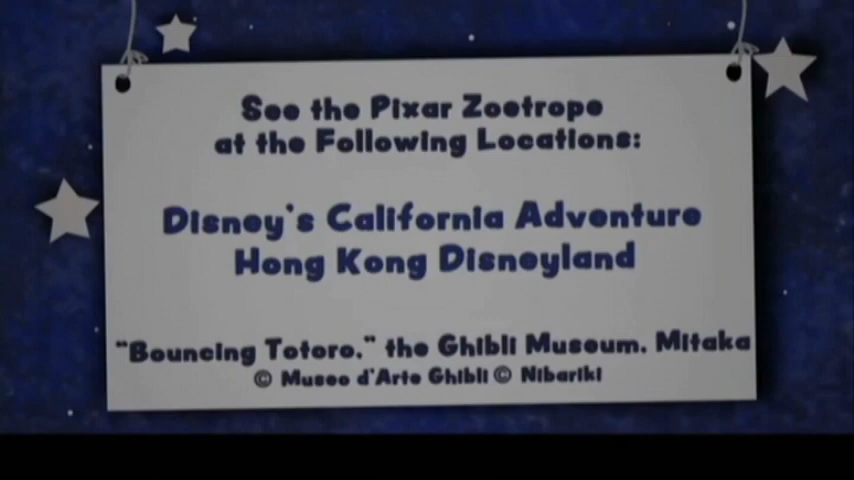 See the Pixar Zoetrope
at the Following Locations:
Disney's California Adventure
Hong Kong Disneyland
"Bouncing Totoro," the Ghibli Museum, Mitaka
© Museo d'Arte Ghibli © Nibariki